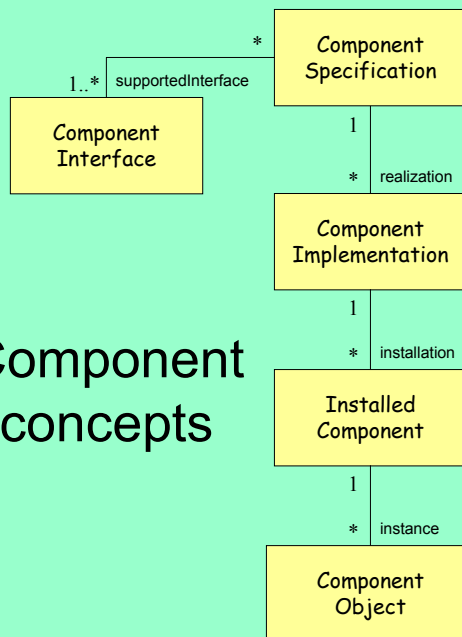 *
Component
Specification
1..*
supportedInterface
Component
Interface
1
*
realization
Component
Implementation
1
*
installation
Component
concepts
Installed
Component
1
*
instance
Component
Object